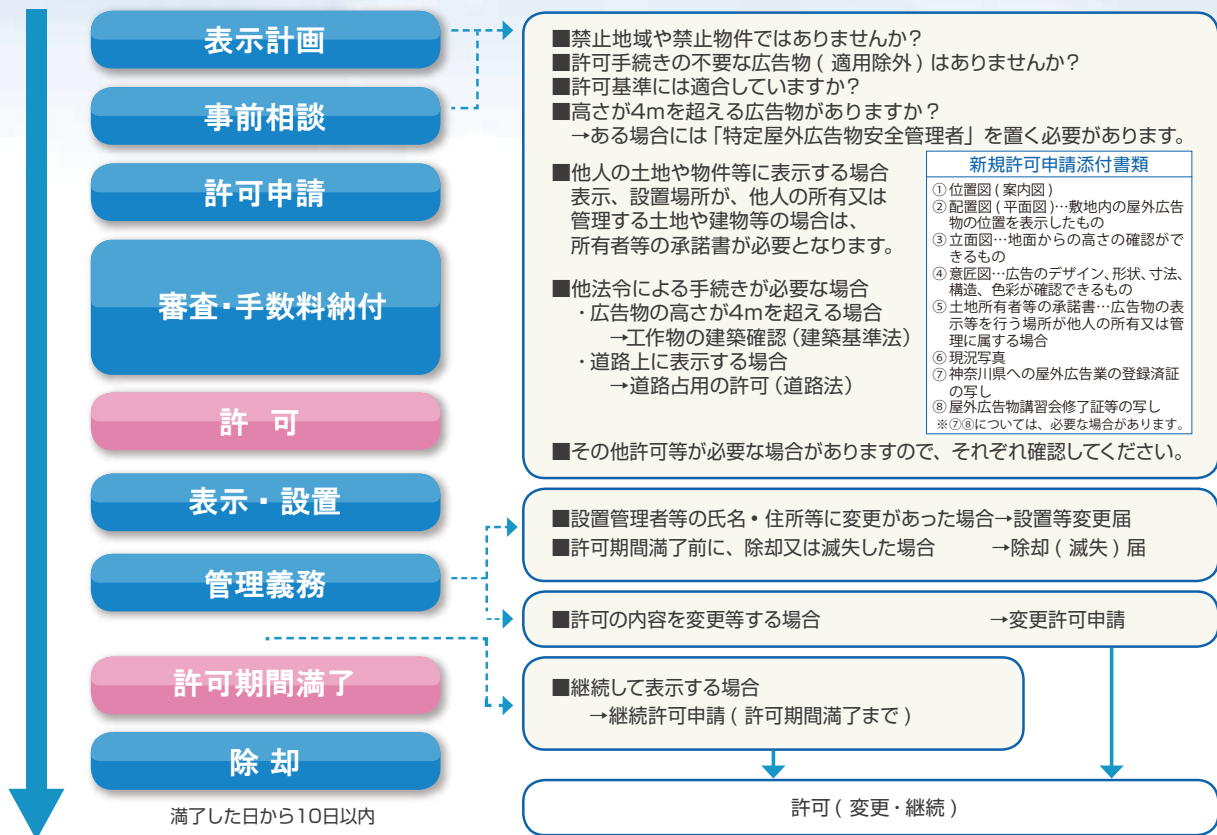 表示計画
事前相談
許可申請
審査・手数料納付
許 可
表示・設置
管理義務
許可期間満了
除 却
満了した日から10日以内
■禁止地域や禁止物件ではありませんか?
■許可手続きの不要な広告物 ( 適用除外 ) はありませんか?
■許可基準には適合していますか?
■高さが4mを超える広告物がありますか?
→ある場合には「特定屋外広告物安全管理者」を置く必要があります。
■他人の土地や物件等に表示する場合
表示、設置場所が、他人の所有又は
管理する土地や建物等の場合は、
所有者等の承諾書が必要となります。
■他法令による手続きが必要な場合
・広告物の高さが4mを超える場合
→工作物の建築確認 (建築基準法)
・道路上に表示する場合
→道路占用の許可 (道路法)
新規許可申請添付書類
①位置図 ( 案内図 )
②配置図 ( 平面図 )…敷地内の屋外広告
物の位置を表示したもの
③立面図…地面からの高さの確認がで
きるもの
④意匠図…広告のデザイン、形状、寸法、
構造、色彩が確認できるもの
⑤土地所有者等の承諾書…広告物の表
示等を行う場所が他人の所有又は管
理に属する場合
⑥現況写真
⑦神奈川県への屋外広告業の登録済証
の写し
⑧屋外広告物講習会修了証等の写し
※⑦⑧については、必要な場合があります。
■その他許可等が必要な場合がありますので、それぞれ確認してください。
■設置管理者等の氏名・住所等に変更があった場合→設置等変更届
■許可期間満了前に、除却又は滅失した場合 →除却 ( 滅失 ) 届
■許可の内容を変更等する場合 →変更許可申請
■継続して表示する場合
→継続許可申請 ( 許可期間満了まで )
許可 ( 変更・継続 )